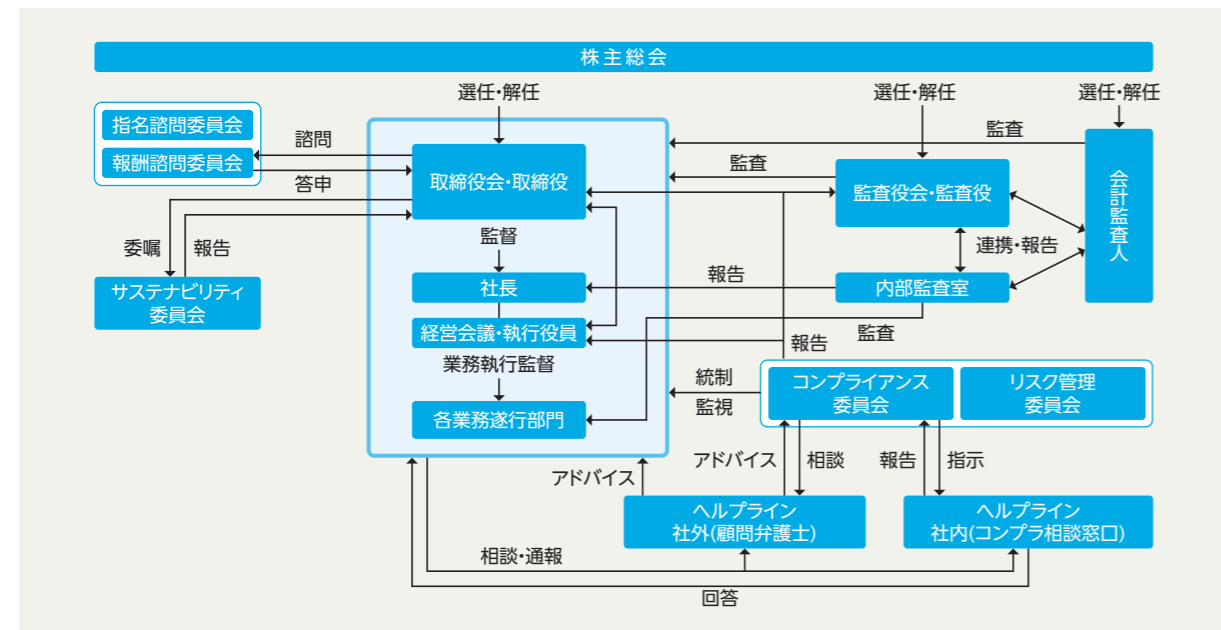 株主総会
選任・解任
選任・解任
選任・解任
指名諮問委員会
報酬諮問委員会
諮問
答申
取締役会・取締役
監査
監査
監査役会・監査役
会計監査人
委嘱
報告
サステナビリティ
委員会
監督
連携・報告
社長
報告
内部監査室
経営会議・執行役員
監査
報告
業務執行監督
統制
監視
コンプライアンス
委員会
リスク管理
委員会
各業務遂行部門
アドバイス
アドバイス
相談
報告
指示
ヘルプライン
社外(顧問弁護士)
ヘルプライン
社内(コンプラ相談窓口)
相談・通報
回答